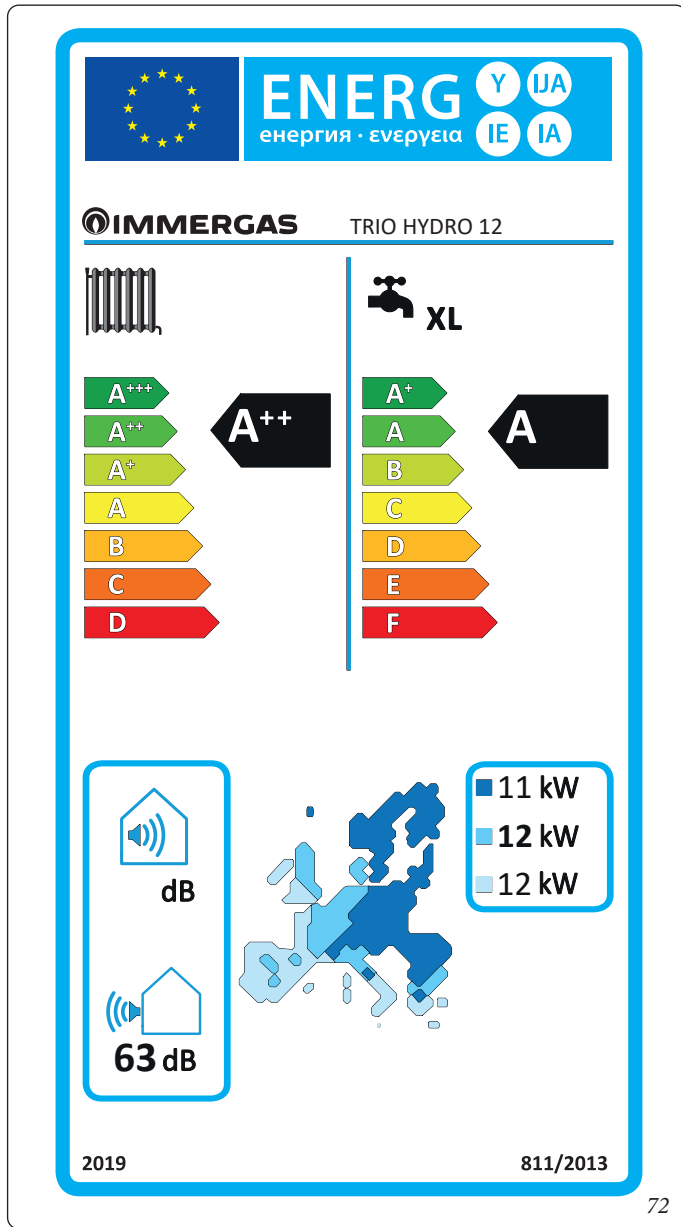 ENERG Y IJA
енергия · ενεργεια IE IA
IMMERGAS TRIO HYDRO 12
XL
A+++
A++
A+
A
B
C
D
A++
A+
A
B
C
D
E
F
A
dB
63 dB
11 kW
12 kW
12 kW
2019 811/2013
72